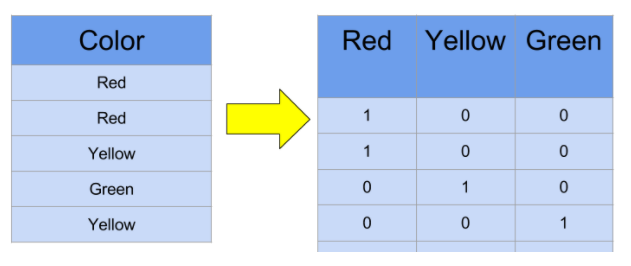 Color
Red
Red
Yellow
Green
Yellow
Red Yellow Green
1 0 0
1 0 0
0 1 0
0 0 1